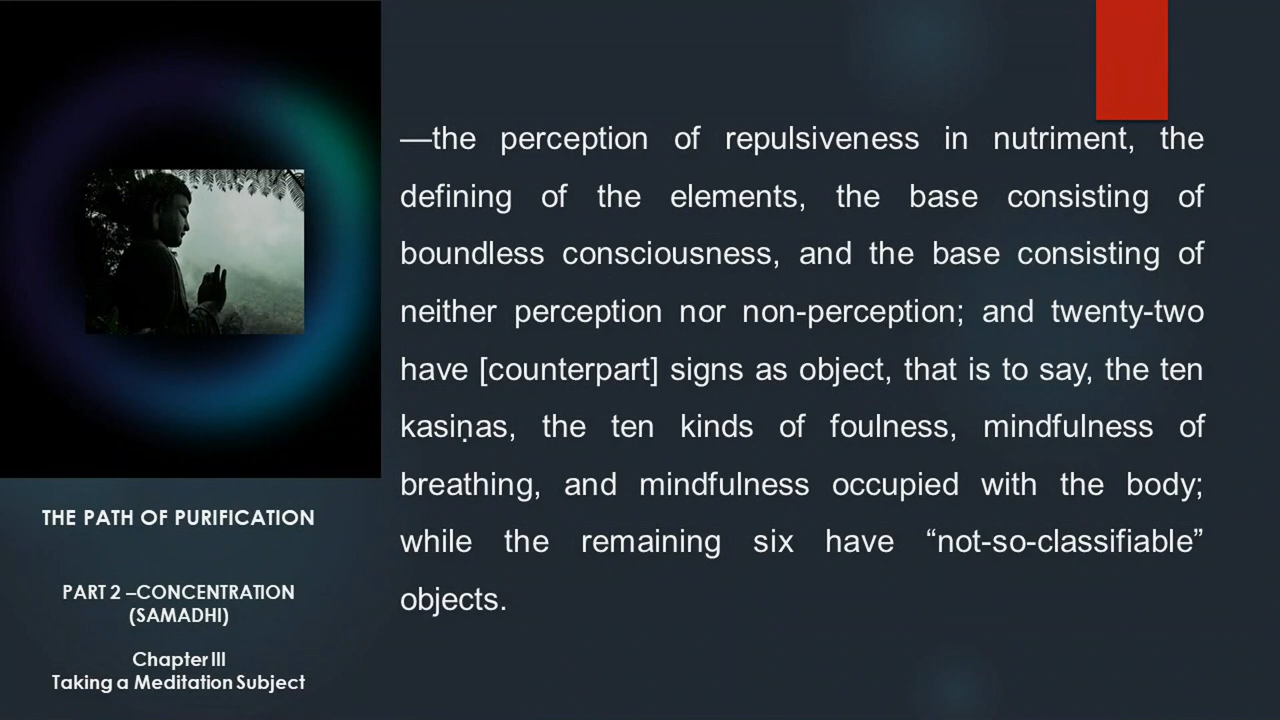 —the perception of repulsiveness in nutriment, the
defining of the elements, the base consisting of
boundless consciousness, and the base consisting of
neither perception nor non-perception; and twenty-two
have [counterpart] signs as object, that is to say, the ten
kasiṇas, the ten kinds of foulness, mindfulness of
breathing, and mindfulness occupied with the body;
while the remaining six have “not-so-classifiable”
objects.
THE PATH OF PURIFICATION
PART 2 –CONCENTRATION
(SAMADHI)
Chapter III
Taking a Meditation Subject